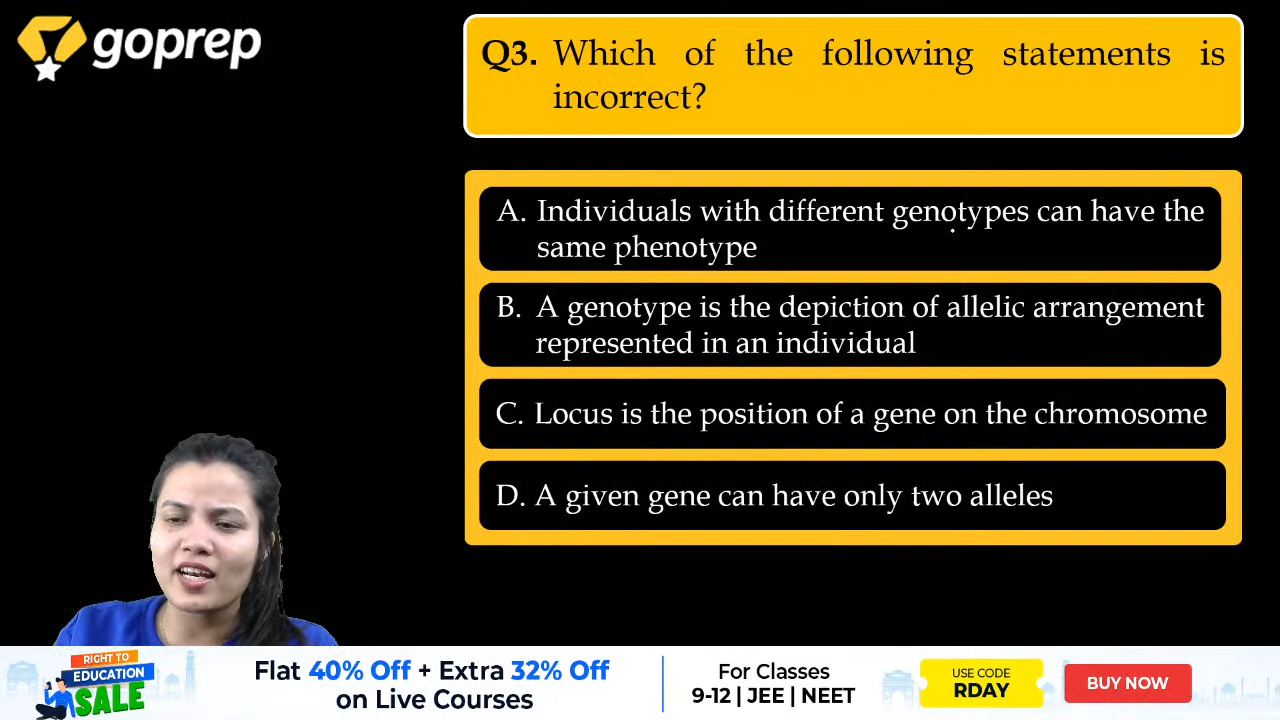 goprep
Q3. Which of the following statements is
incorrect?
A. Individuals with different genotypes can have the
same phenotype
B. A genotype is the depiction of allelic arrangement
represented in an individual
C. Locus is the position of a gene on the chromosome
D. A given gene can have only two alleles
RIGHT TO
EDUCATION
SALE
Flat 40% Off + Extra 32% Off
on Live Courses
For Classes
9-12 | JEE | NEET
USE CODE
RDAY
BUY NOW